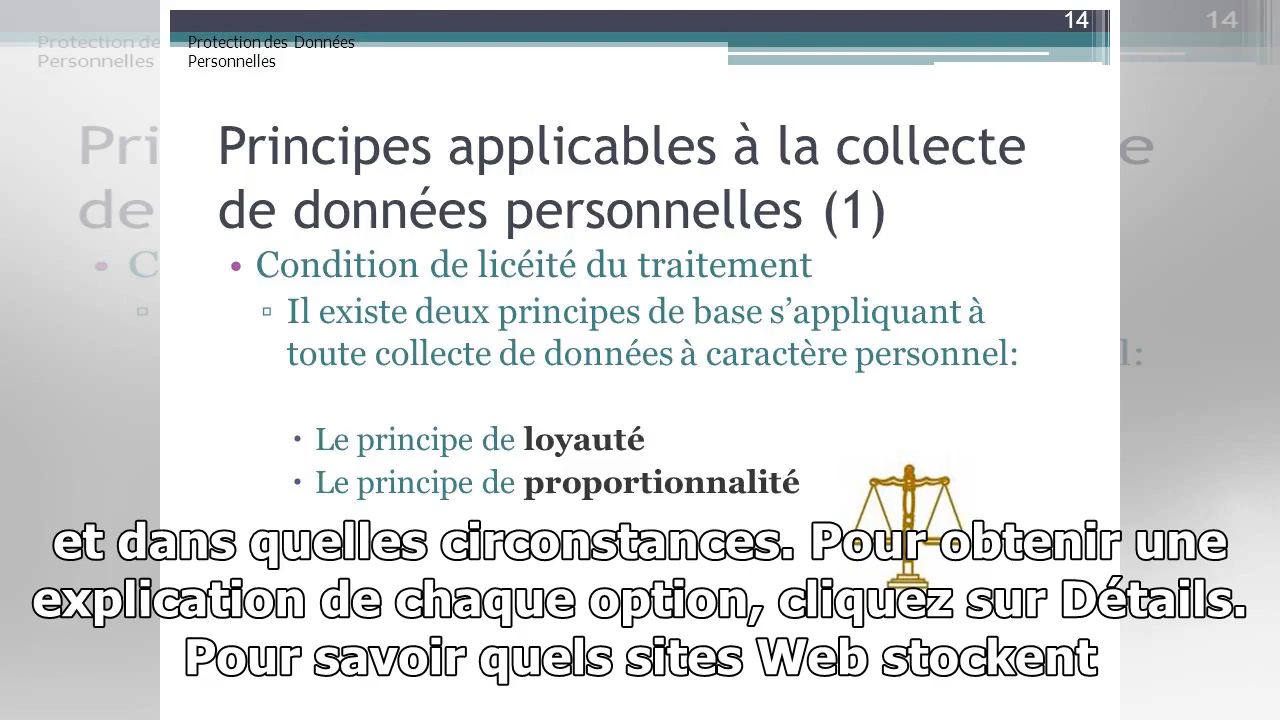 14
Protection des Données
Personnelles
Principes applicables à la collecte
de données personnelles (1)
• Condition de licéité du traitement
▫ Il existe deux principes de base s’appliquant à
toute collecte de données à caractère personnel:
▪ Le principe de loyauté
▪ Le principe de proportionnalité
et dans quelles circonstances. Pour obtenir une
explication de chaque option, cliquez sur Détails.
Pour savoir quels sites Web stockent